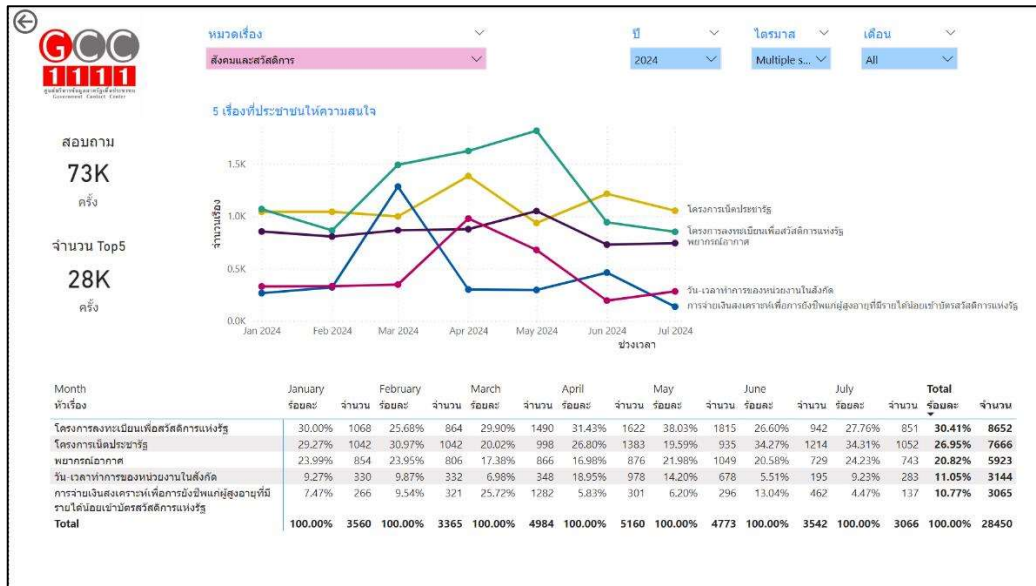 GCC
1111
ศูนย์บริการข้อมูลภาครัฐเพื่อประชาชน
Government Contact Center
หมวดเรื่อง
สังคมและสวัสดิการ
ปี
2024
ไตรมาส
Multiple s...
เดือน
All
สอบถาม
73K
ครั้ง
จำนวน Top5
28K
ครั้ง
5 เรื่องที่ประชาชนให้ความสนใจ
จำนวนเรื่อง
1.5K
1.0K
0.5K
0.0K
Jan 2024 Feb 2024 Mar 2024 Apr 2024 May 2024 Jun 2024 Jul 2024
ช่วงเวลา
โครงการเน็ตประชารัฐ
โครงการลงทะเบียนเพื่อสวัสดิการแห่งรัฐ
พยากรณ์อากาศ
วัน-เวลาทำการของหน่วยงานในสังกัด
การจ่ายเงินสงเคราะห์เพื่อการยังชีพแก่ผู้สูงอายุที่มีรายได้น้อยเข้าบัตรสวัสดิการแห่งรัฐ
Month January February March April May June July Total
หัวเรื่อง ร้อยละ จำนวน ร้อยละ จำนวน ร้อยละ จำนวน ร้อยละ จำนวน ร้อยละ จำนวน ร้อยละ จำนวน ร้อยละ จำนวน ร้อยละ จำนวน
โครงการลงทะเบียนเพื่อสวัสดิการแห่งรัฐ 30.00% 1068 25.68% 864 29.90% 1490 31.43% 1622 38.03% 1815 26.60% 942 27.76% 851 30.41% 8652
โครงการเน็ตประชารัฐ 29.27% 1042 30.97% 1042 20.02% 998 26.80% 1383 19.59% 935 34.27% 1214 34.31% 1052 26.95% 7666
พยากรณ์อากาศ 23.99% 854 23.95% 806 17.38% 866 16.98% 876 21.98% 1049 20.58% 729 24.23% 743 20.82% 5923
วัน-เวลาทำการของหน่วยงานในสังกัด 9.27% 330 9.87% 332 6.98% 348 18.95% 978 14.20% 678 5.51% 195 9.23% 283 11.05% 3144
การจ่ายเงินสงเคราะห์เพื่อการยังชีพแก่ผู้สูงอายุที่มี 7.47% 266 9.54% 321 25.72% 1282 5.83% 301 6.20% 296 13.04% 462 4.47% 137 10.77% 3065
รายได้น้อยเข้าบัตรสวัสดิการแห่งรัฐ
Total 100.00% 3560 100.00% 3365 100.00% 4984 100.00% 5160 100.00% 4773 100.00% 3542 100.00% 3066 100.00% 28450